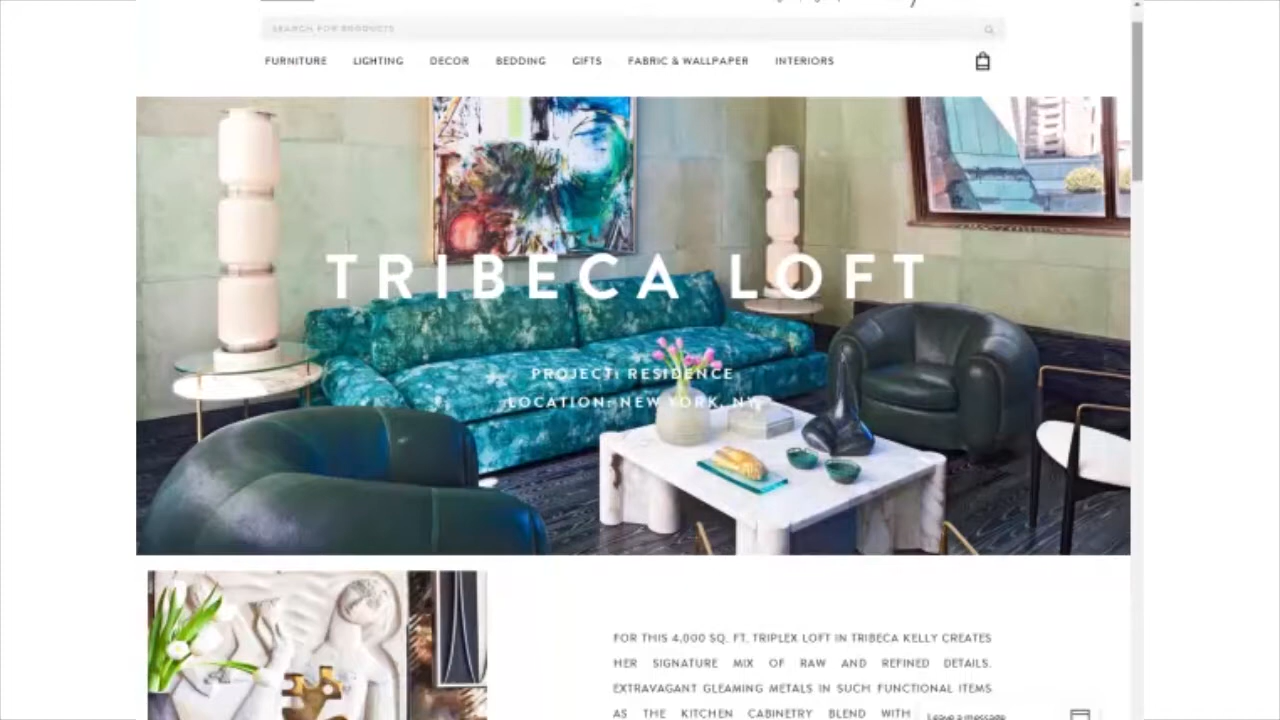 SEARCH FOR PRODUCTS
FURNITURE LIGHTING DECOR BEDDING GIFTS FABRIC & WALLPAPER INTERIORS
TRIBECA LOFT
PROJECT: RESIDENCE
LOCATION: NEW YORK, NY
FOR THIS 4,000 SQ. FT. TRIPLEX LOFT IN TRIBECA KELLY CREATES
HER SIGNATURE MIX OF RAW AND REFINED DETAILS.
EXTRAVAGANT GLEAMING METALS IN SUCH FUNCTIONAL ITEMS
AS THE KITCHEN CABINETRY BLEND WITH
Leave a message